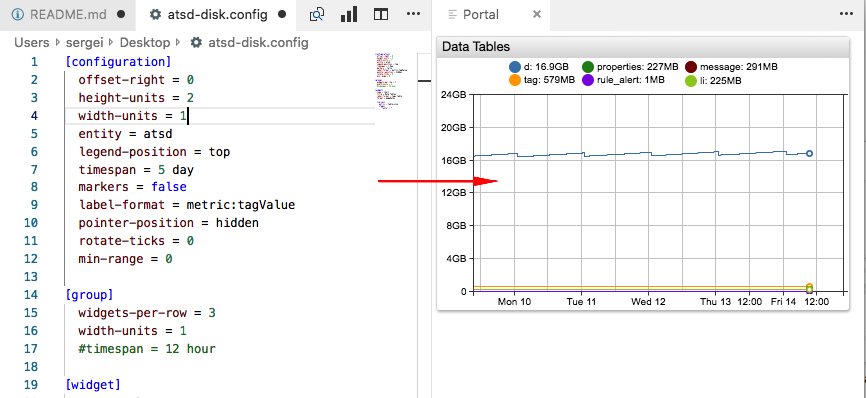 README.md
atsd-disk.config
Users > sergei > Desktop > atsd-disk.config
1 [configuration]
2 offset-right = 0
3 height-units = 2
4 width-units = 1
5 entity = atsd
6 legend-position = top
7 timespan = 5 day
8 markers = false
9 label-format = metric:tagValue
10 pointer-position = hidden
11 rotate-ticks = 0
12 min-range = 0
13
14 [group]
15 widgets-per-row = 3
16 width-units = 1
17 #timespan = 12 hour
18
19 [widget]
Portal
Data Tables
d: 16.9GB properties: 227MB message: 291MB
tag: 579MB rule_alert: 1MB li: 225MB
24GB
20GB
16GB
12GB
8GB
4GB
0
Mon 10 Tue 11 Wed 12 Thu 13 12:00 Fri 14 12:00